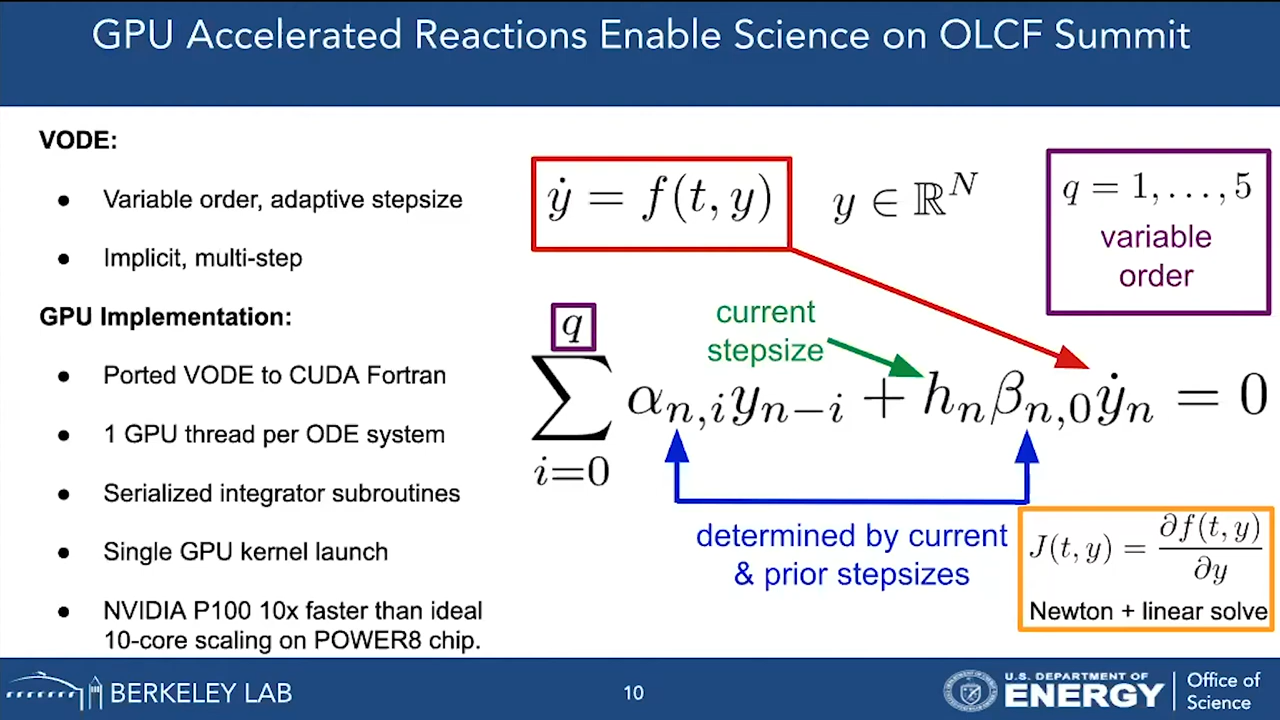 GPU Accelerated Reactions Enable Science on OLCF Summit
VODE:
● Variable order, adaptive stepsize
● Implicit, multi-step
GPU Implementation:
● Ported VODE to CUDA Fortran
● 1 GPU thread per ODE system
● Serialized integrator subroutines
● Single GPU kernel launch
● NVIDIA P100 10x faster than ideal
10-core scaling on POWER8 chip.
ẏ = f(t, y)
y ∈ ℝ^N
q = 1, . . . , 5
variable
order
current
stepsize
∑_{i=0}^{q} α_{n,i} y_{n−i} + h_n β_{n,0} ẏ_n = 0
determined by current
& prior stepsizes
J(t, y) = ∂f(t, y) / ∂y
Newton + linear solve
BERKELEY LAB
10
U.S. DEPARTMENT OF
ENERGY
Office of
Science